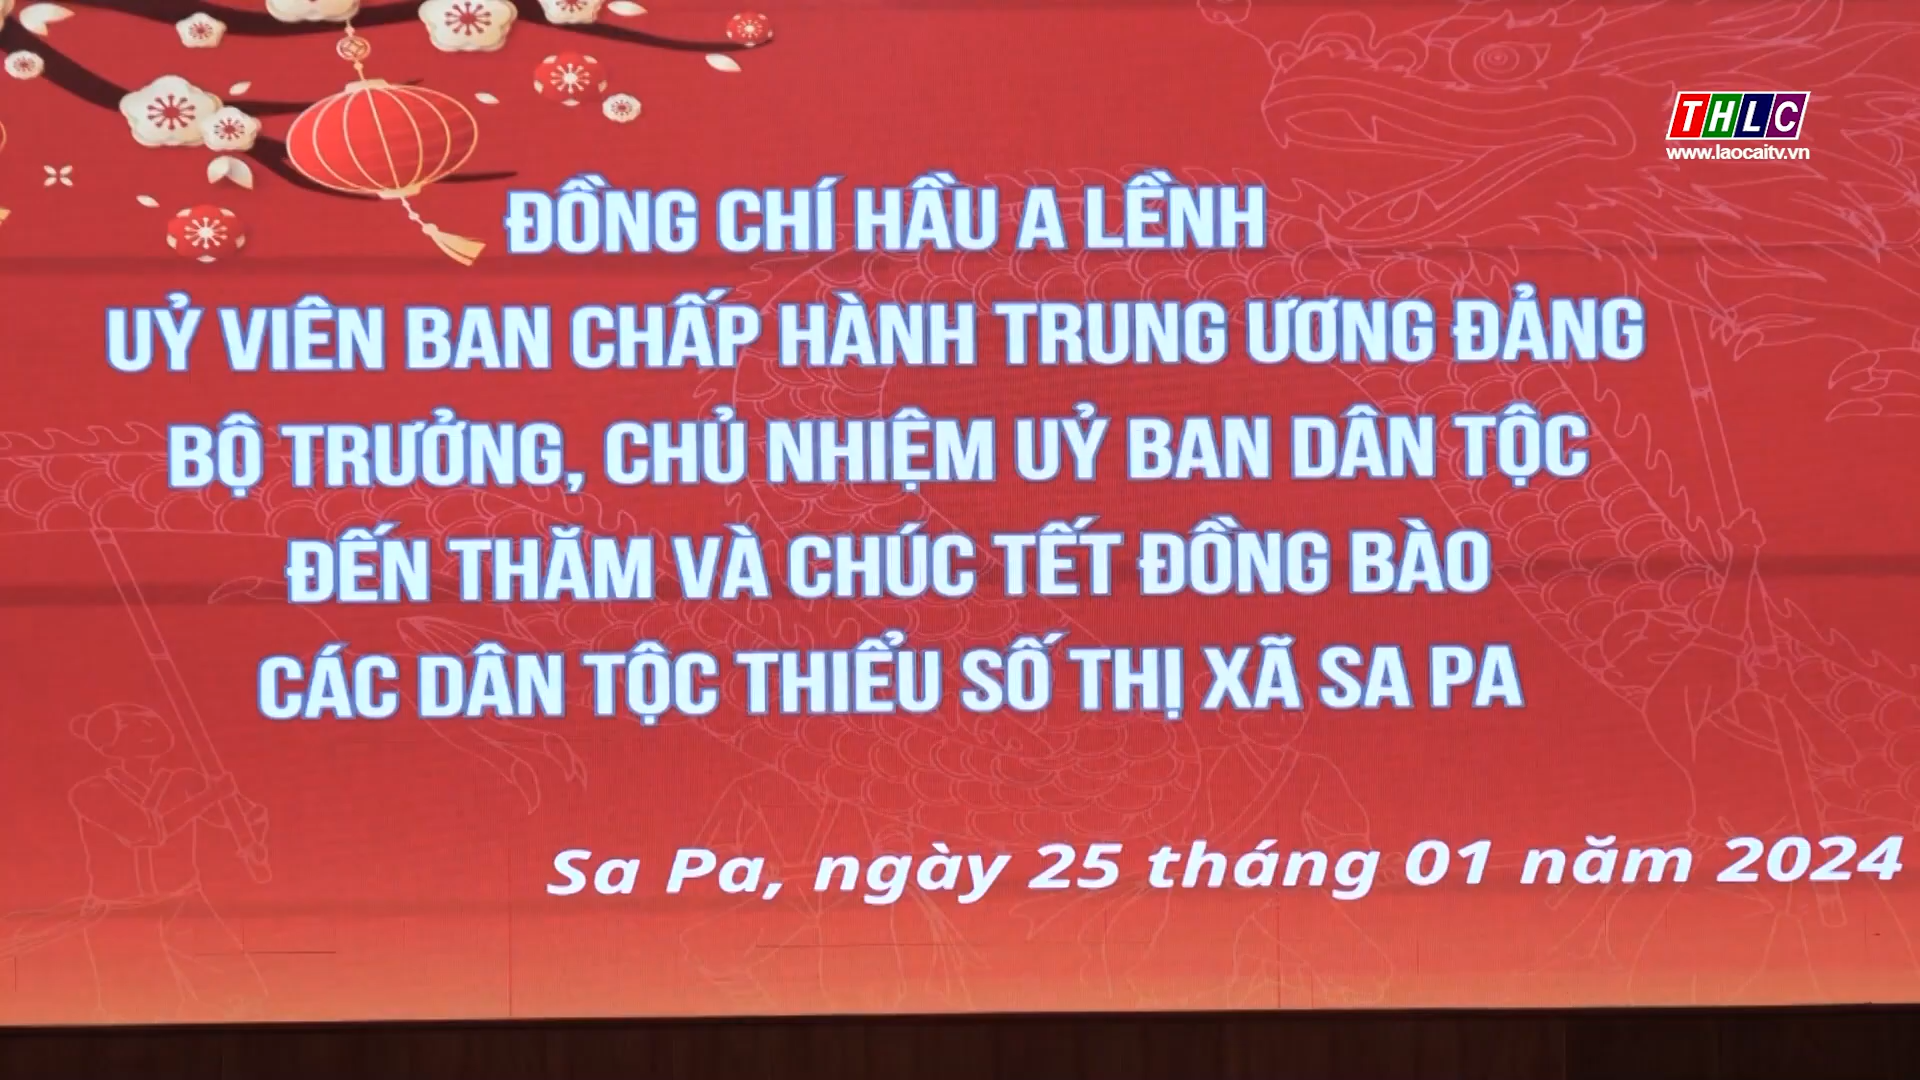 THLC
www.laocaitv.vn
ĐỒNG CHÍ HẦU A LỀNH
UỶ VIÊN BAN CHẤP HÀNH TRUNG ƯƠNG ĐẢNG
BỘ TRƯỞNG, CHỦ NHIỆM UỶ BAN DÂN TỘC
ĐẾN THĂM VÀ CHÚC TẾT ĐỒNG BÀO
CÁC DÂN TỘC THIỂU SỐ THỊ XÃ SA PA
Sa Pa, ngày 25 tháng 01 năm 2024